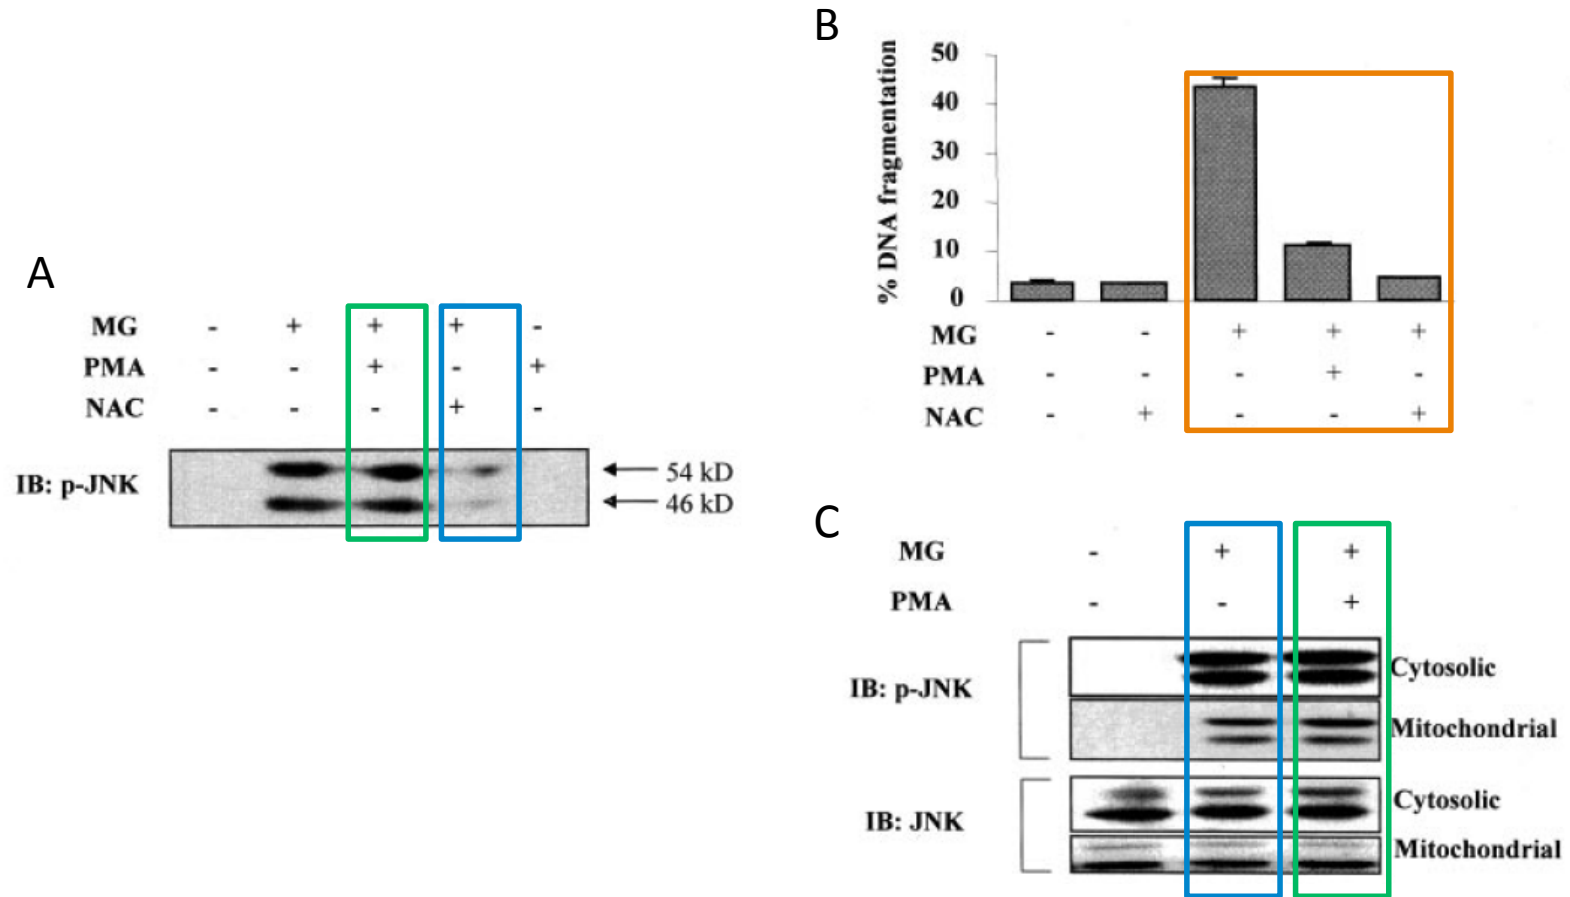 A
MG - + + + -
PMA - - + - +
NAC - - - + -
IB: p-JNK
54 kD
46 kD
B
% DNA fragmentation
50
40
30
20
10
0
MG - - + + +
PMA - - - + -
NAC - + - - +
C
MG - + +
PMA - - +
IB: p-JNK
Cytosolic
Mitochondrial
IB: JNK
Cytosolic
Mitochondrial